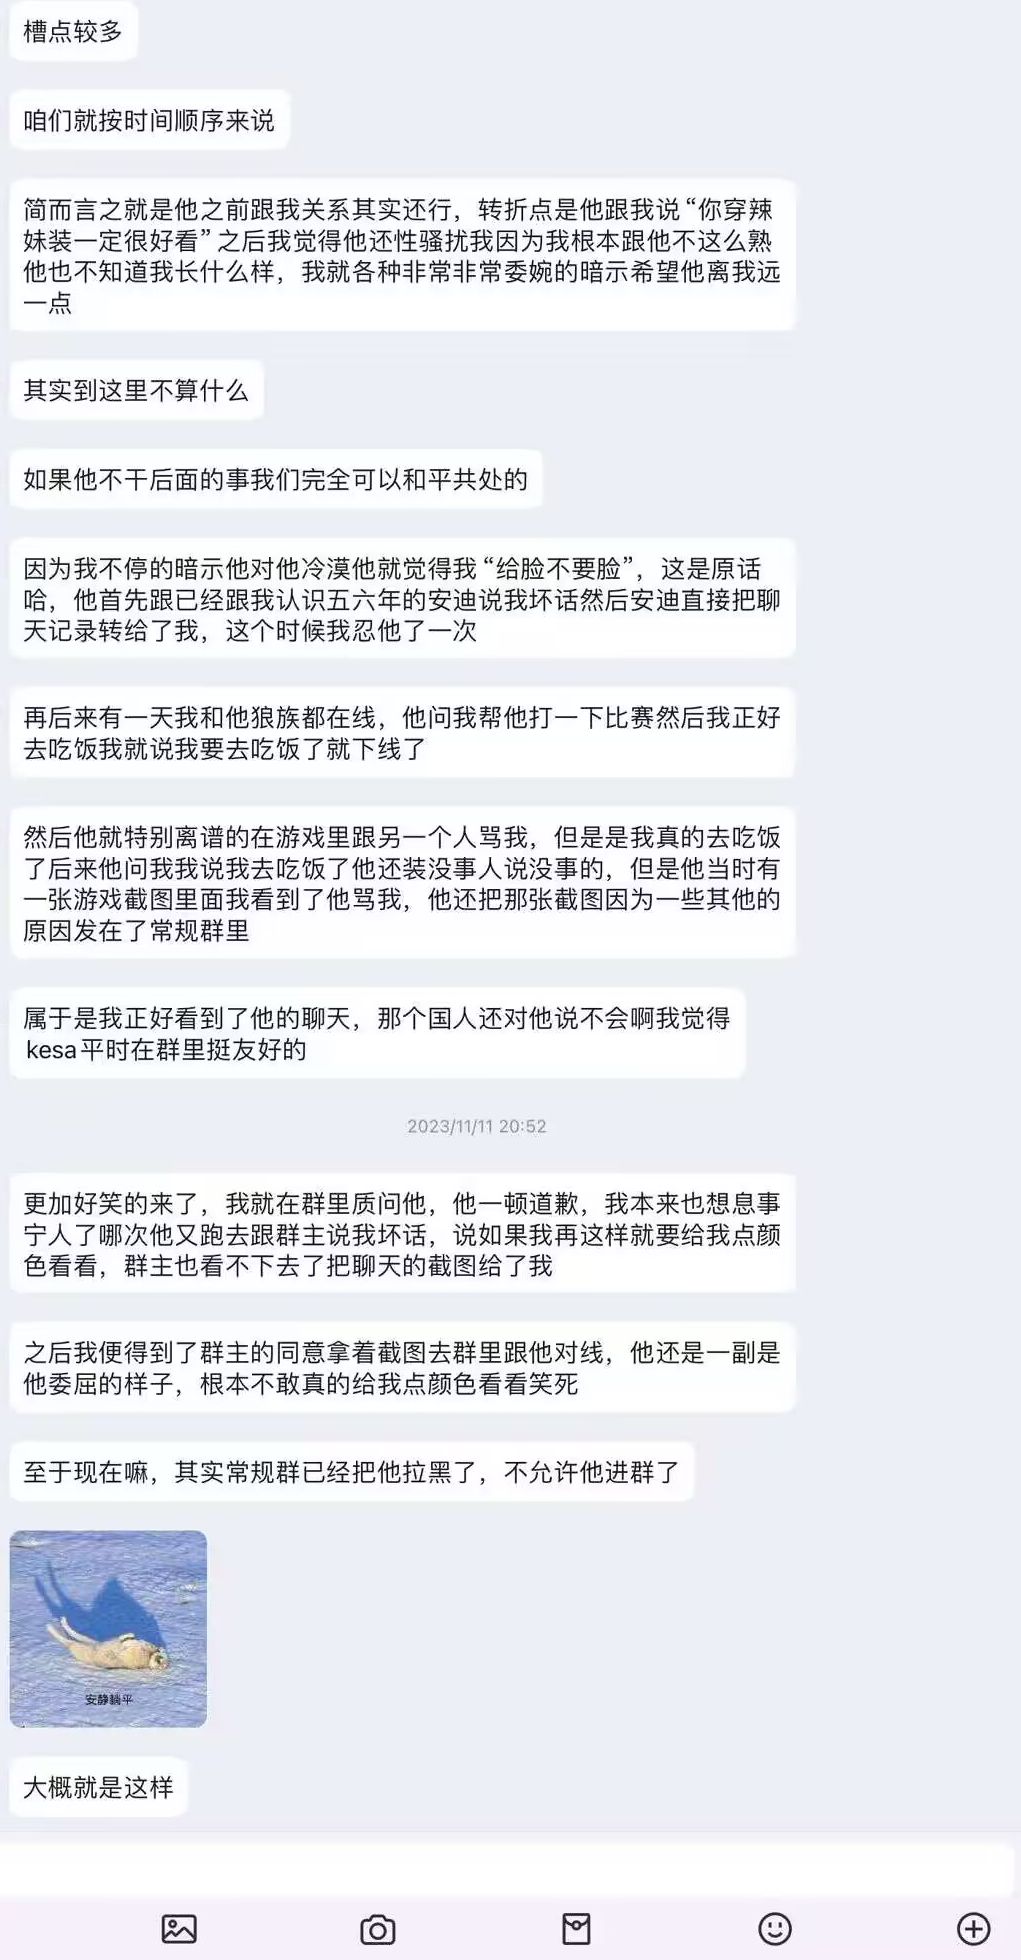 槽点较多
咱们就按时间顺序来说
简而言之就是他之前跟我关系其实还行，转折点是他跟我说“你穿辣
妹装一定很好看”之后我觉得他还性骚扰我因为我根本跟他不这么熟
他也不知道我长什么样，我就各种非常非常委婉的暗示希望他离我远
一点
其实到这里不算什么
如果他不干后面的事我们完全可以和平共处的
因为我不停的暗示他对他冷漠他就觉得我“给脸不要脸”，这是原话
哈，他首先跟已经跟我认识五六年的安迪说我坏话然后安迪直接把聊
天记录转给了我，这个时候我忍他了一次
再后来有一天我和他狼族都在线，他问我帮他打一下比赛然后我正好
去吃饭我就说我要去吃饭了就下线了
然后他就特别离谱的在游戏里跟另一个人骂我，但是是我真的去吃饭
了后来他问我我说我去吃饭了他还装没事人说没事的，但是他当时有
一张游戏截图里面我看到了他骂我，他还把那张截图因为一些其他的
原因发在了常规群里
属于是我正好看到了他的聊天，那个国人还对他说不会啊我觉得
kesa平时在群里挺友好的
2023/11/11 20:52
更加好笑的来了，我就在群里质问他，他一顿道歉，我本来也想息事
宁人了哪次他又跑去跟群主说我坏话，说如果我再这样就要给我点颜
色看看，群主也看不下去了把聊天的截图给了我
之后我便得到了群主的同意拿着截图去群里跟他对线，他还是一副是
他委屈的样子，根本不敢真的给我点颜色看看笑死
至于现在嘛，其实常规群已经把他拉黑了，不允许他进群了
安静躺平
大概就是这样